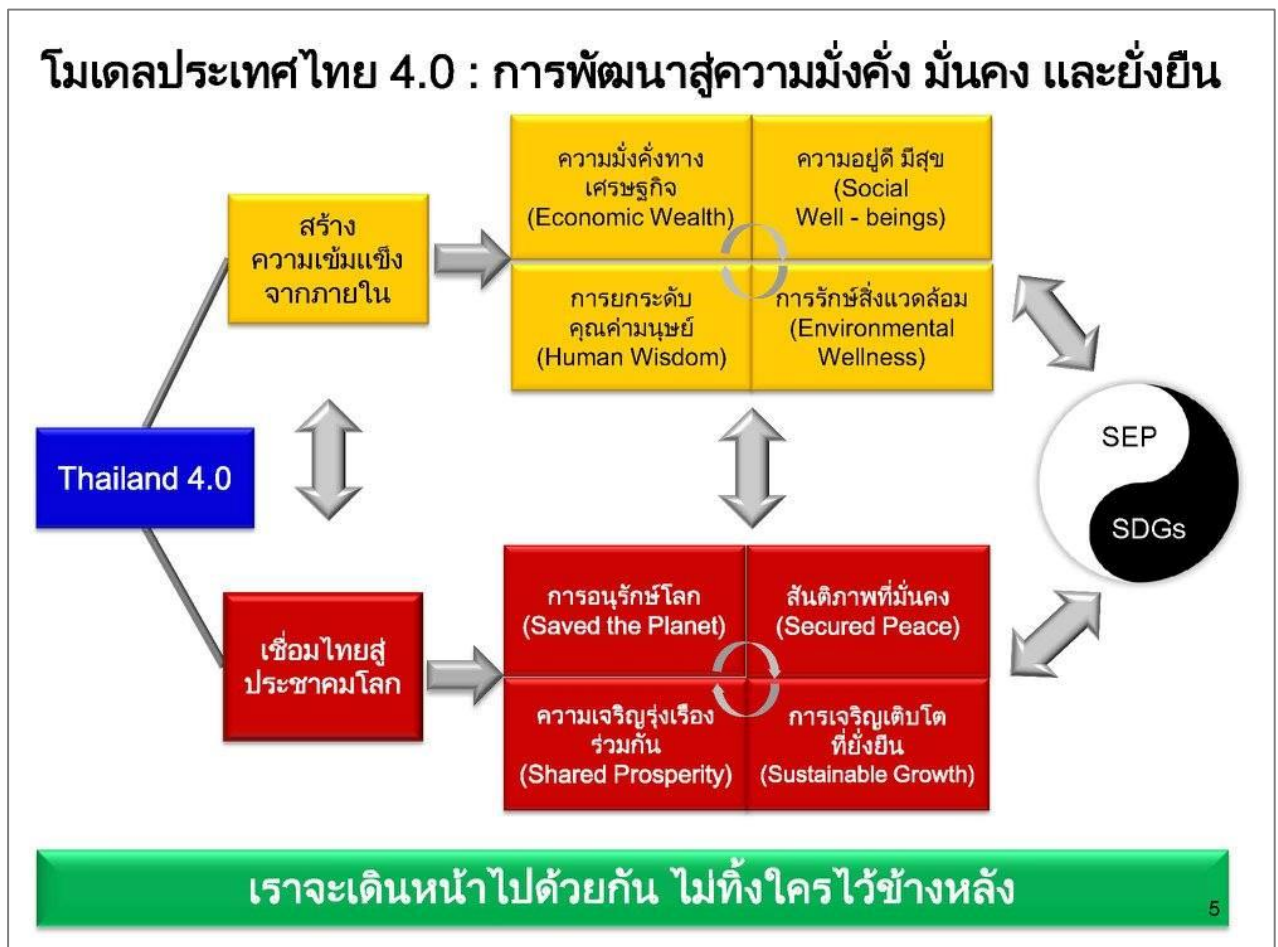 โมเดลประเทศไทย 4.0 : การพัฒนาสู่ความมั่งคั่ง มั่นคง และยั่งยืน
ความมั่งคั่งทาง
เศรษฐกิจ
(Economic Wealth)
ความอยู่ดี มีสุข
(Social
Well - beings)
สร้าง
ความเข้มแข็ง
จากภายใน
การยกระดับ
คุณค่ามนุษย์
(Human Wisdom)
การรักษ์สิ่งแวดล้อม
(Environmental
Wellness)
Thailand 4.0
SEP
SDGs
เชื่อมไทยสู่
ประชาคมโลก
การอนุรักษ์โลก
(Saved the Planet)
สันติภาพที่มั่นคง
(Secured Peace)
ความเจริญรุ่งเรือง
ร่วมกัน
(Shared Prosperity)
การเจริญเติบโต
ที่ยั่งยืน
(Sustainable Growth)
เราจะเดินหน้าไปด้วยกัน ไม่ทิ้งใครไว้ข้างหลัง
5